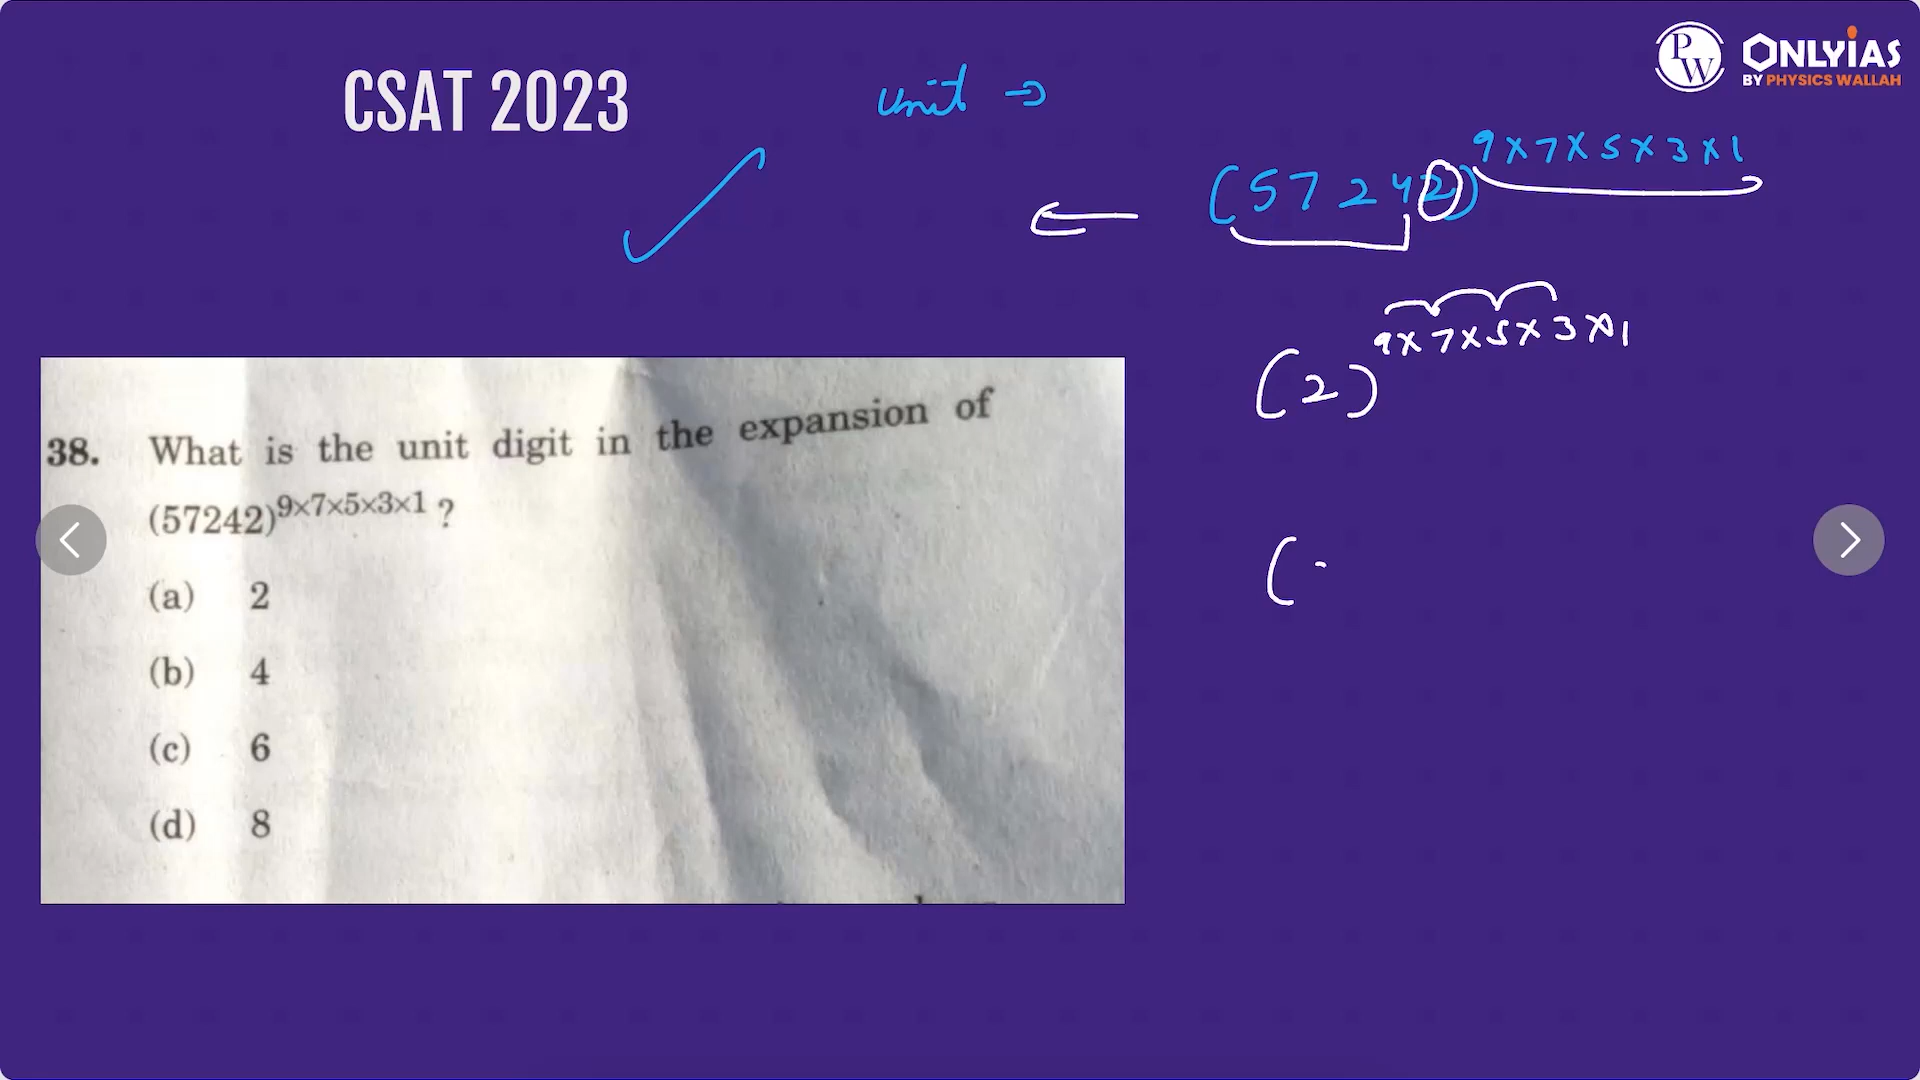 CSAT 2023
unit →
PW ONLYIAS
BY PHYSICS WALLAH
(57242)^9×7×5×3×1
(2)^9×7×5×3×1
(
38. What is the unit digit in the expansion of
(57242)^9×7×5×3×1 ?
(a) 2
(b) 4
(c) 6
(d) 8